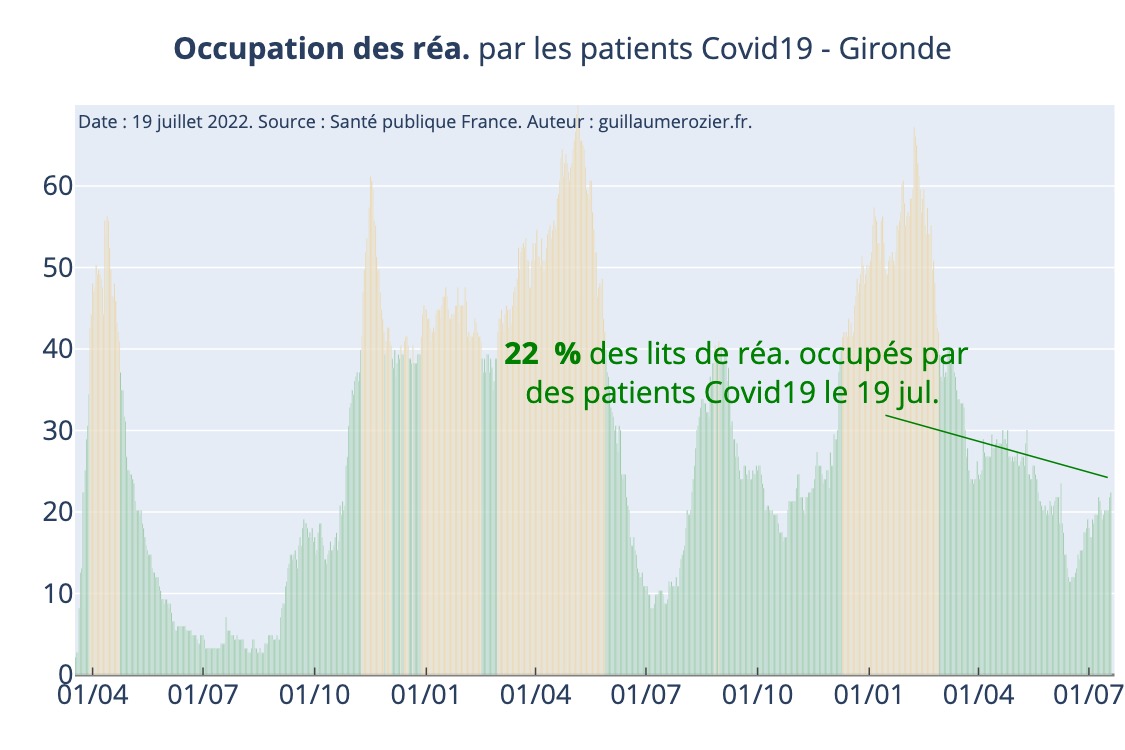 Occupation des réa. par les patients Covid19 - Gironde
Date : 19 juillet 2022. Source : Santé publique France. Auteur : guillaumerozier.fr.
60
50
40
30
20
10
0
22 % des lits de réa. occupés par
des patients Covid19 le 19 jul.
01/04 01/07 01/10 01/01 01/04 01/07 01/10 01/01 01/04 01/07